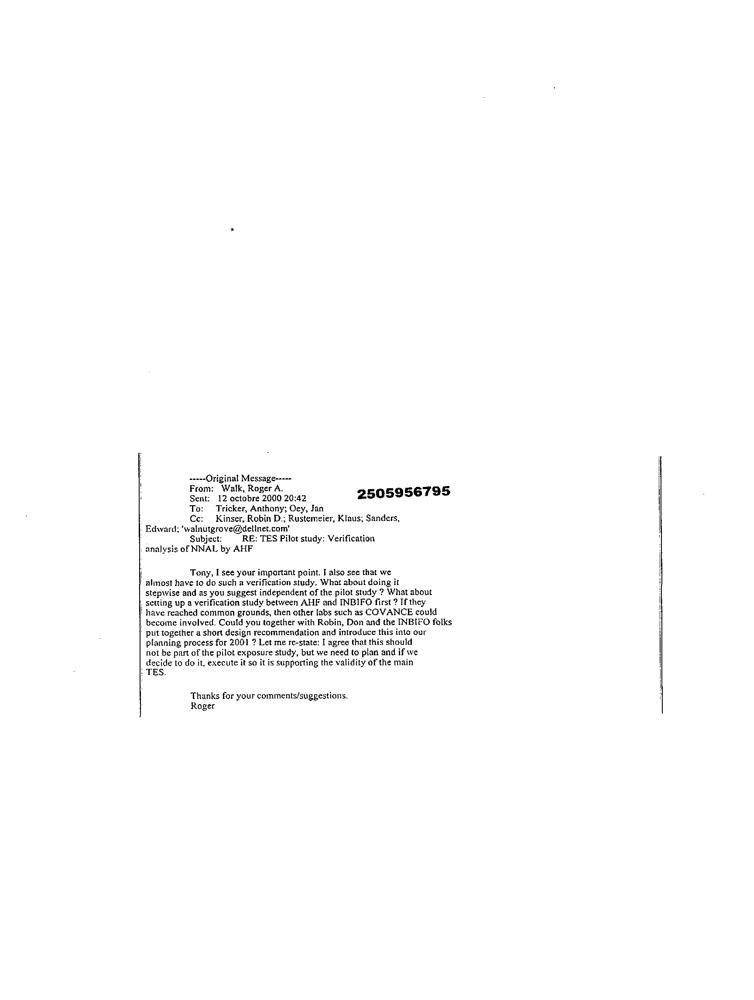 -----Original Message-----
From: Walk, Roger A.
Sent: 12 octobre 2000 20:42
2505956795
To: Tricker, Anthony; Oey, Jan
Cc: Kinser, Robin D.; Rustemeier, Klaus; Sanders,
Edward; 'walnutgrove@dellnet.com'
Subject: RE: TES Pilot study: Verification
analysis of NNAL by AHF
Tony, I see your important point. I also see that we
almost have to do such a verification study. What about doing it
stepwise and as you suggest independent of the pilot study ? What about
setting up a verification study between AHF and INBIFO first ? If they
have reached common grounds, then other labs such as COVANCE could
become involved. Could you together with Robin, Don and the INBIFO folks
put together a short design recommendation and introduce this into our
planning process for 2001 ? Let me re-state: I agree that this should
not be part of the pilot exposure study, but we need to plan and if we
decide to do it, execute it so it is supporting the validity of the main
TES.
Thanks for your comments/suggestions.
Roger